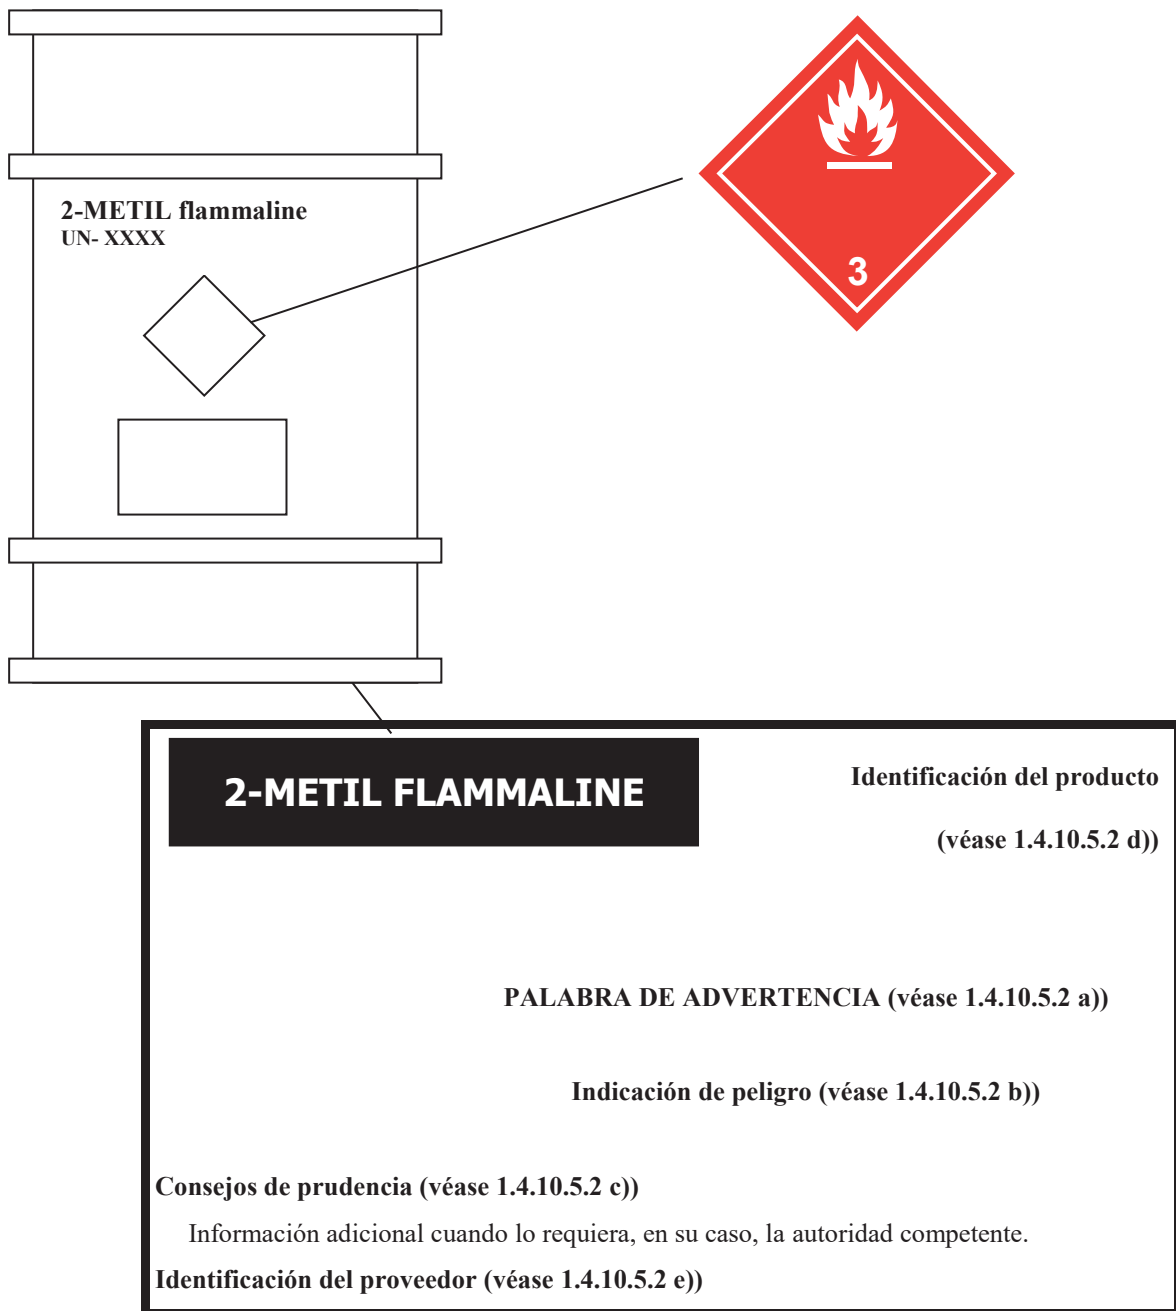 2-METIL flammaline
UN- XXXX
3
2-METIL FLAMMALINE
Identificación del producto
(véase 1.4.10.5.2 d))
PALABRA DE ADVERTENCIA (véase 1.4.10.5.2 a))
Indicación de peligro (véase 1.4.10.5.2 b))
Consejos de prudencia (véase 1.4.10.5.2 c))
Información adicional cuando lo requiera, en su caso, la autoridad competente.
Identificación del proveedor (véase 1.4.10.5.2 e))